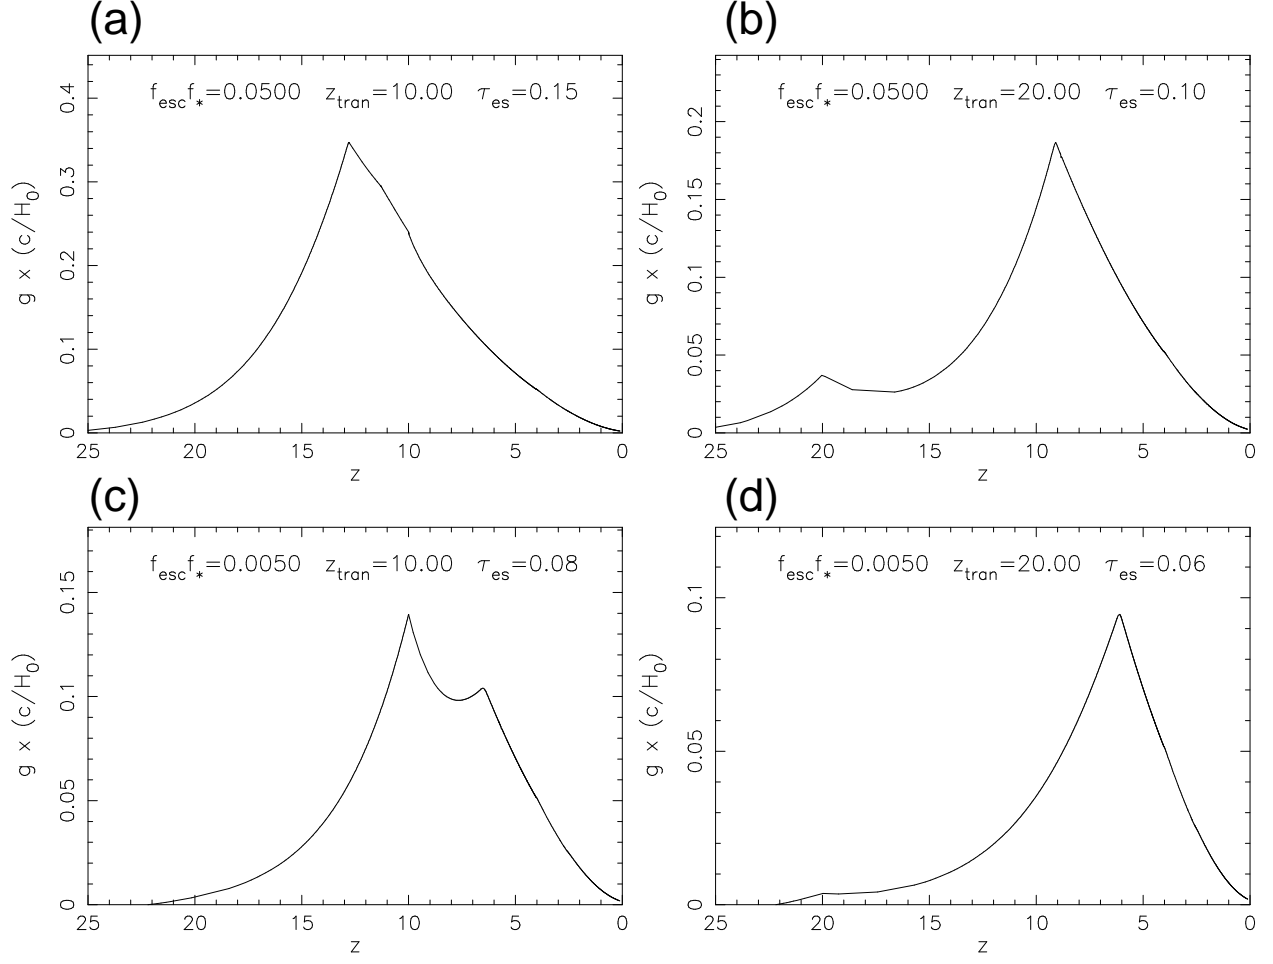 (a) (b)
f_esc f_*=0.0500 z_tran=10.00 τ_es=0.15
g x (c/H_0)
0 0.1 0.2 0.3 0.4
25 20 15 10 5 0
z
f_esc f_*=0.0500 z_tran=20.00 τ_es=0.10
g x (c/H_0)
0 0.05 0.1 0.15 0.2
25 20 15 10 5 0
z
(c) (d)
f_esc f_*=0.0050 z_tran=10.00 τ_es=0.08
g x (c/H_0)
0 0.05 0.1 0.15
25 20 15 10 5 0
z
f_esc f_*=0.0050 z_tran=20.00 τ_es=0.06
g x (c/H_0)
0 0.05 0.1
25 20 15 10 5 0
z